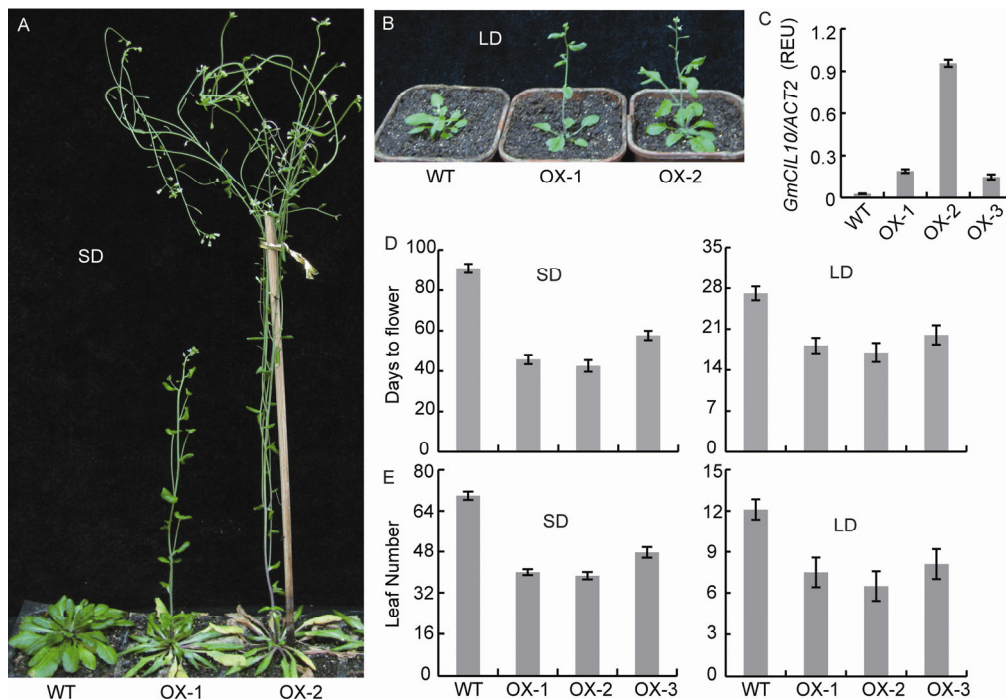 A
SD
WT OX-1 OX-2
B
LD
WT OX-1 OX-2
C
GmCIL10/ACT2 (REU)
1.2
0.9
0.6
0.3
0
WT OX-1 OX-2 OX-3
D
Days to flower
100
80
60
40
20
0
SD
35
28
21
14
7
0
LD
E
Leaf Number
80
64
48
32
16
0
SD
WT OX-1 OX-2 OX-3
15
12
9
6
3
0
LD
WT OX-1 OX-2 OX-3